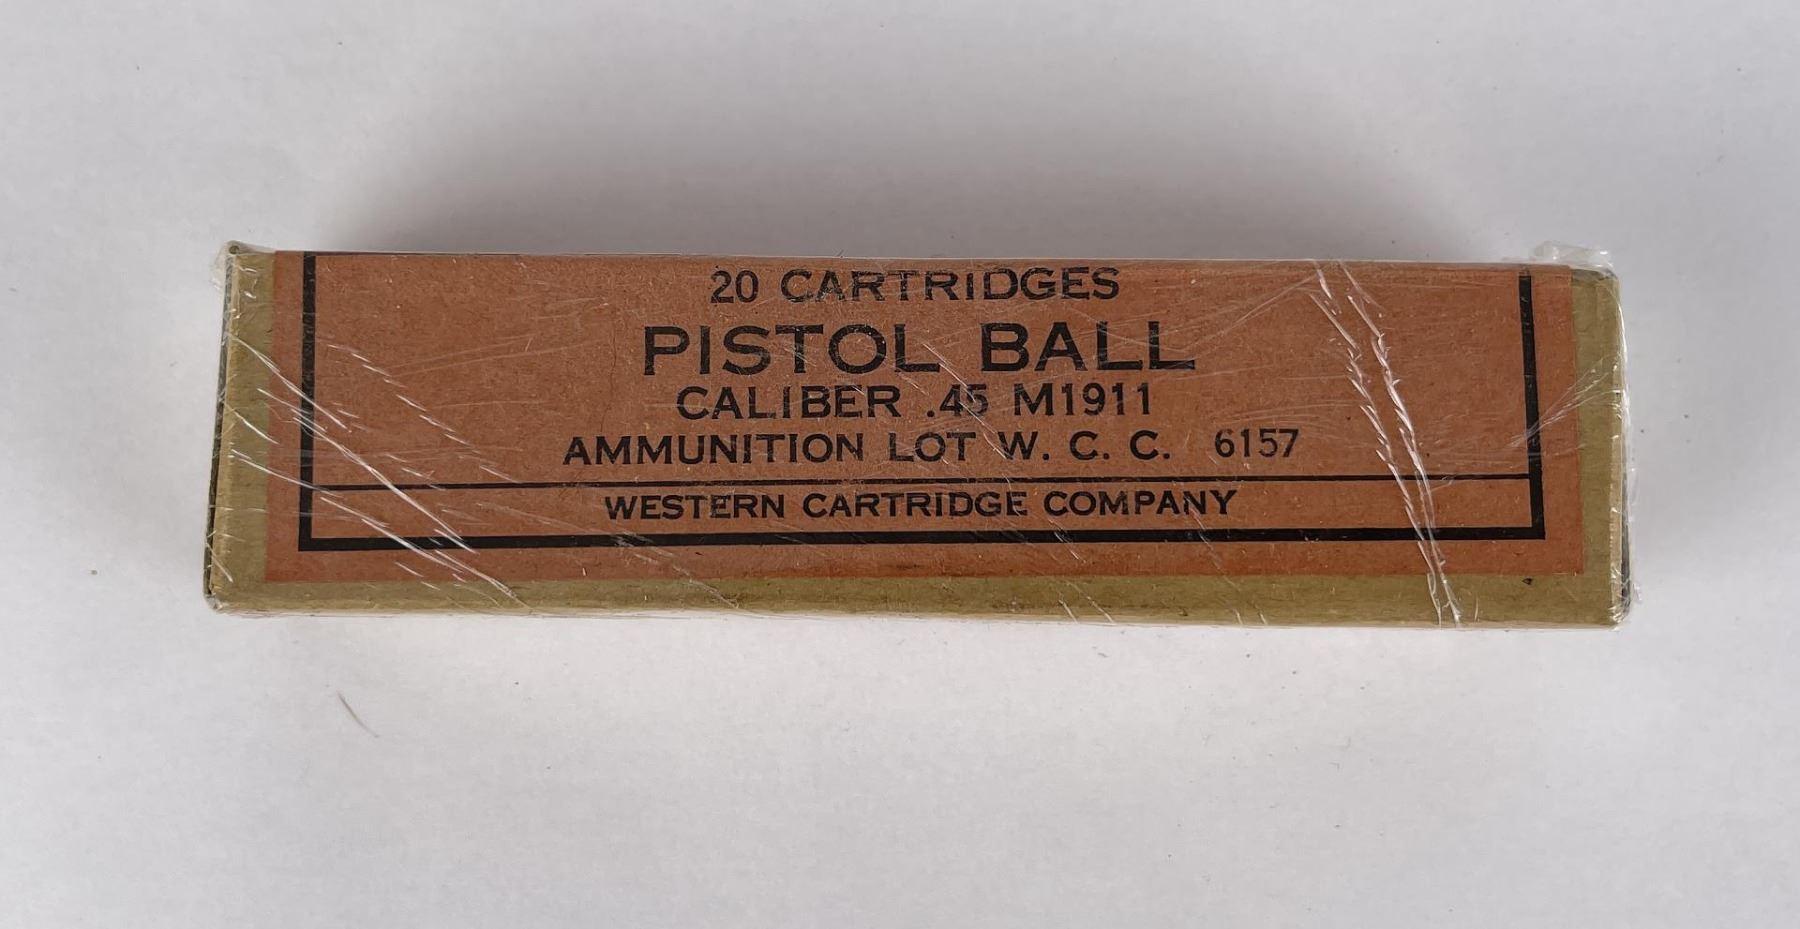 20 CARTRIDGES
PISTOL BALL
CALIBER .45 M1911
AMMUNITION LOT W. C. C. 6157
WESTERN CARTRIDGE COMPANY